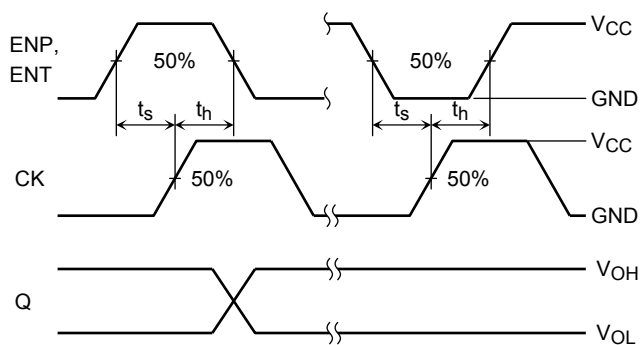 ENP,
ENT
50%
50%
VCC
GND
ts
th
ts
th
VCC
CK
50%
50%
GND
VOH
Q
VOL